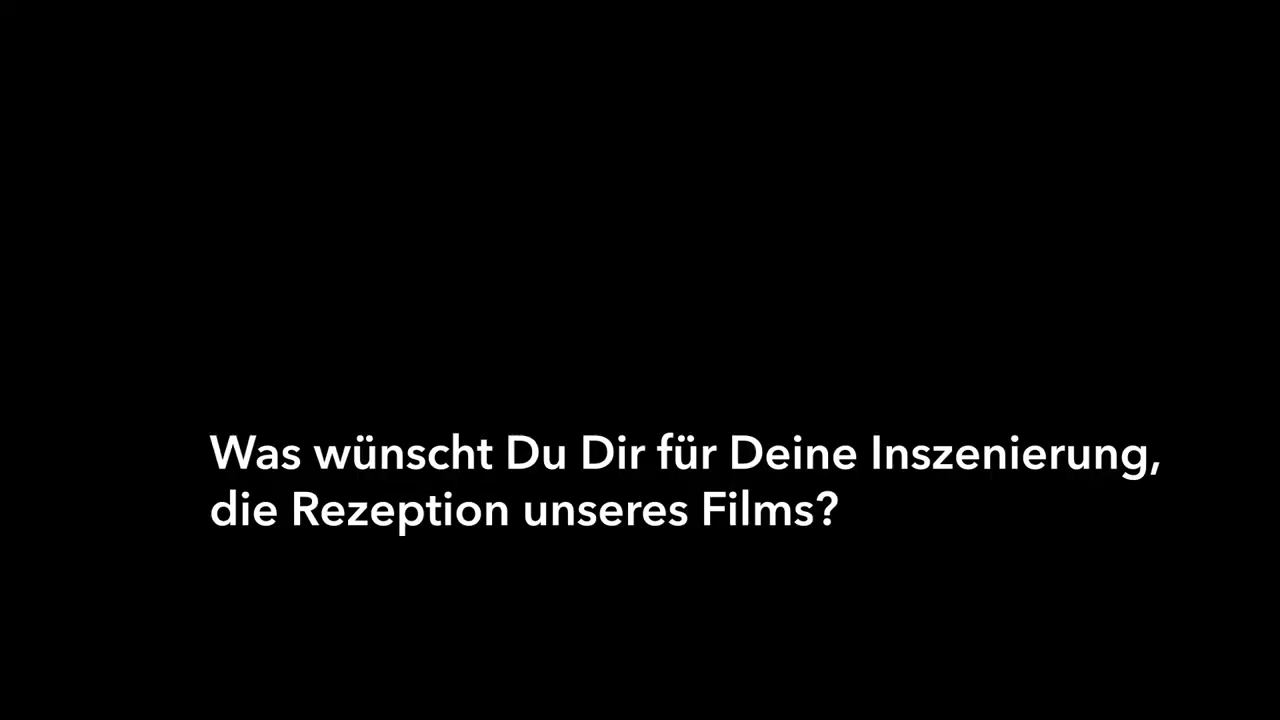 Was wünscht Du Dir für Deine Inszenierung,
die Rezeption unseres Films?